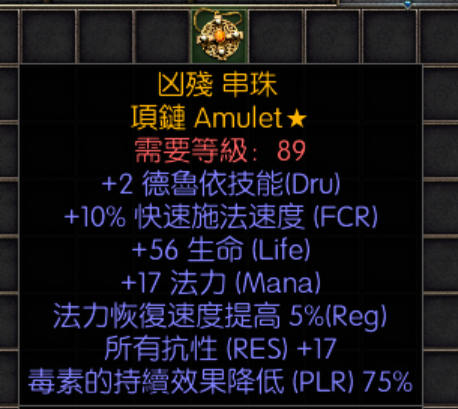 凶殘 串珠
項鏈 Amulet★
需要等級：89
+2 德魯依技能(Dru)
+10% 快速施法速度 (FCR)
+56 生命 (Life)
+17 法力 (Mana)
法力恢復速度提高 5%(Reg)
所有抗性 (RES) +17
毒素的持續效果降低 (PLR) 75%